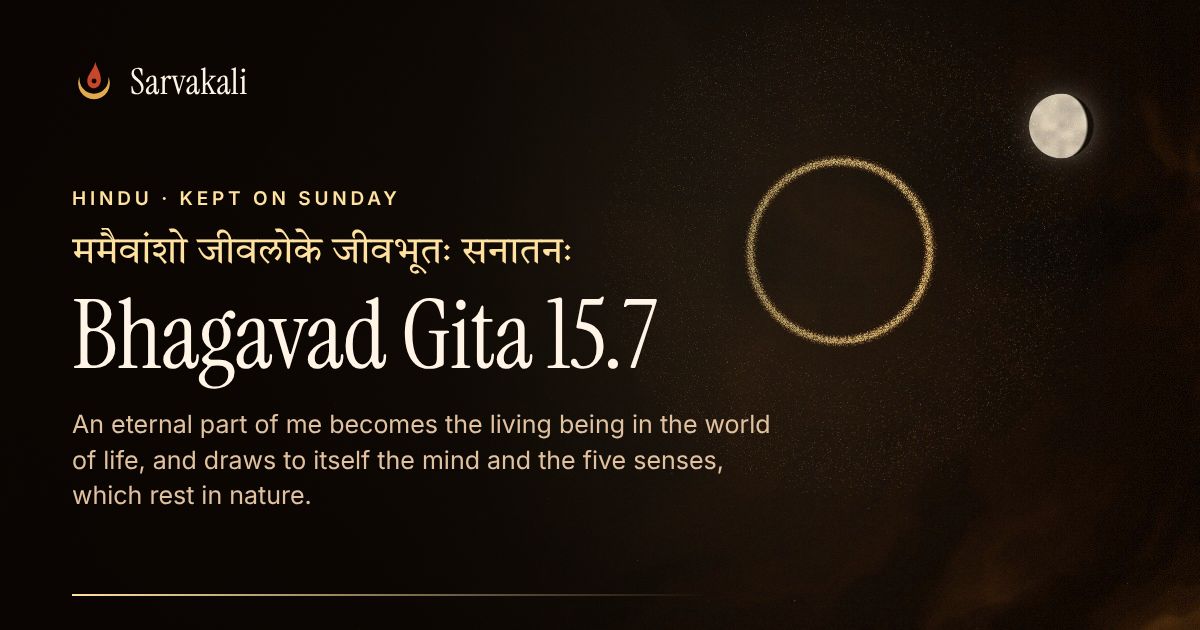 Sarvakali
HINDU · KEPT ON SUNDAY
ममैवांशो जीवलोके जीवभूतः सनातनः
Bhagavad Gita 15.7
An eternal part of me becomes the living being in the world
of life, and draws to itself the mind and the five senses,
which rest in nature.